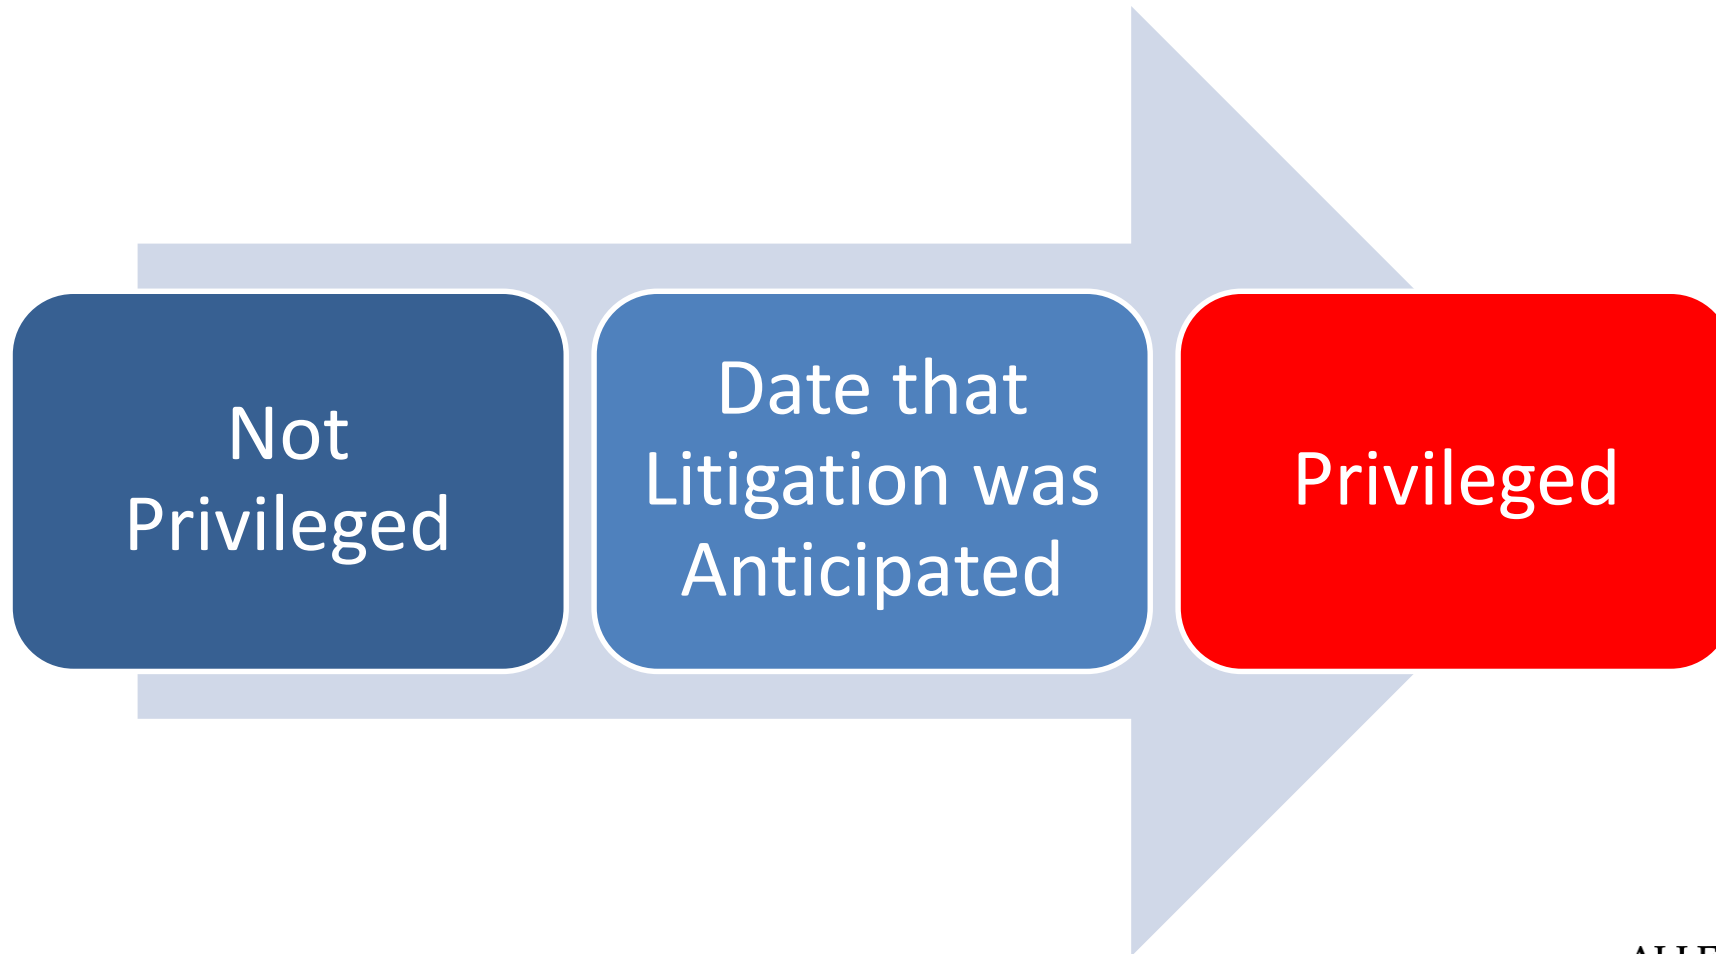 Not
Privileged
Date that
Litigation was
Anticipated
Privileged